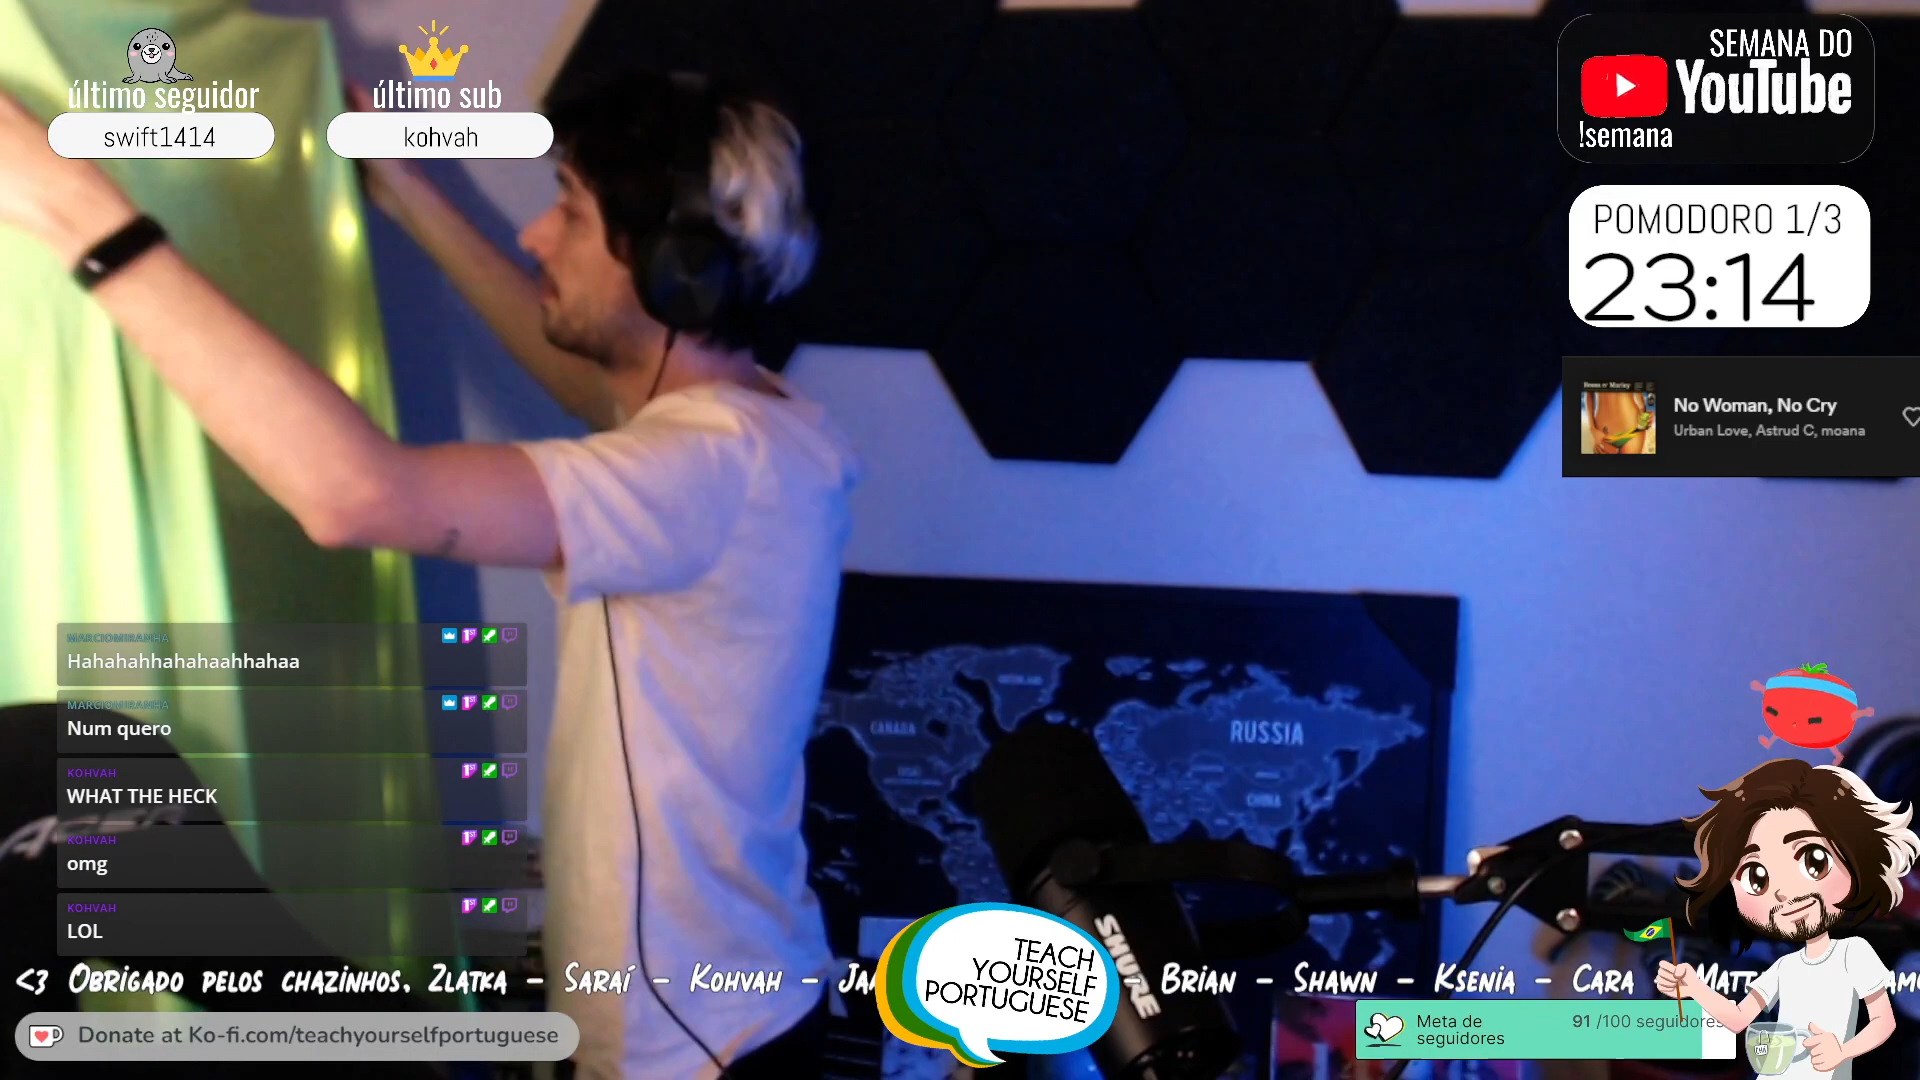 último seguidor
swift1414
último sub
kohvah
SEMANA DO
YouTube
!semana
POMODORO 1/3
23:14
No Woman, No Cry
Urban Love, Astrud C, moana
MARCIOMIRANHA
Hahahahhahahaahhahaa
MARCIOMIRANHA
Num quero
KOHVAH
WHAT THE HECK
KOHVAH
omg
KOHVAH
LOL
CANADA
RUSSIA
CHINA
SHURE
<3 Obrigado pelos chazinhos, Zlatka – Saraí – Kohvah – Brian – Shawn – Ksenia – Cara
TEACH
YOURSELF
PORTUGUESE
Donate at Ko-fi.com/teachyourselfportuguese
Meta de
seguidores
91 /100 seguidores